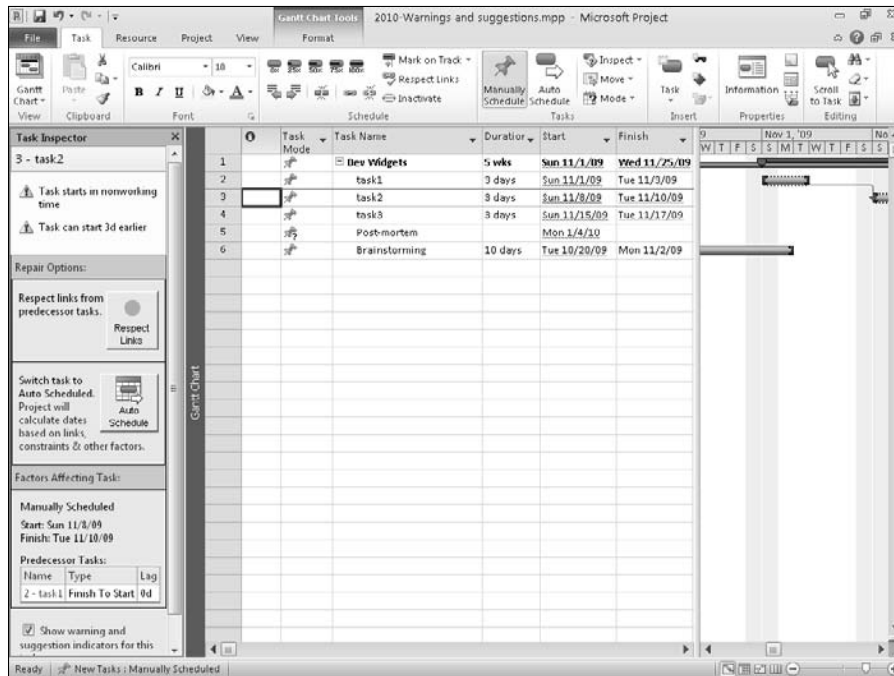 Gantt Chart Tools
2010-Warnings and suggestions.mpp - Microsoft Project
File Task Resource Project View Format
Gantt Chart
View
Paste
Clipboard
Calibri 10
B I U A
Font
Mark on Track
Respect Links
Inactivate
Schedule
Manually Schedule
Auto Schedule
Inspect
Move
Mode
Tasks
Task
Insert
Information
Properties
Scroll to Task
Editing
Task Inspector
3 - task2
Task starts in nonworking
time
Task can start 3d earlier
Repair Options:
Respect links from
predecessor tasks.
Respect
Links
Switch task to
Auto Scheduled.
Project will
calculate dates
based on links,
constraints & other factors.
Auto
Schedule
Factors Affecting Task:
Manually Scheduled
Start: Sun 11/8/09
Finish: Tue 11/10/09
Predecessor Tasks:
Name Type Lag
2 - task1 Finish To Start 0d
Show warning and
suggestion indicators for this
Gantt Chart
Task Mode Task Name Duration Start Finish
1 Dev Widgets 5 wks Sun 11/1/09 Wed 11/25/09
2 task1 3 days Sun 11/1/09 Tue 11/3/09
3 task2 3 days Sun 11/8/09 Tue 11/10/09
4 task3 3 days Sun 11/15/09 Tue 11/17/09
5 Post-mortem Mon 1/4/10
6 Brainstorming 10 days Tue 10/20/09 Mon 11/2/09
9 Nov 1, '09 No
W T F S S M T W T F S S
Ready New Tasks : Manually Scheduled